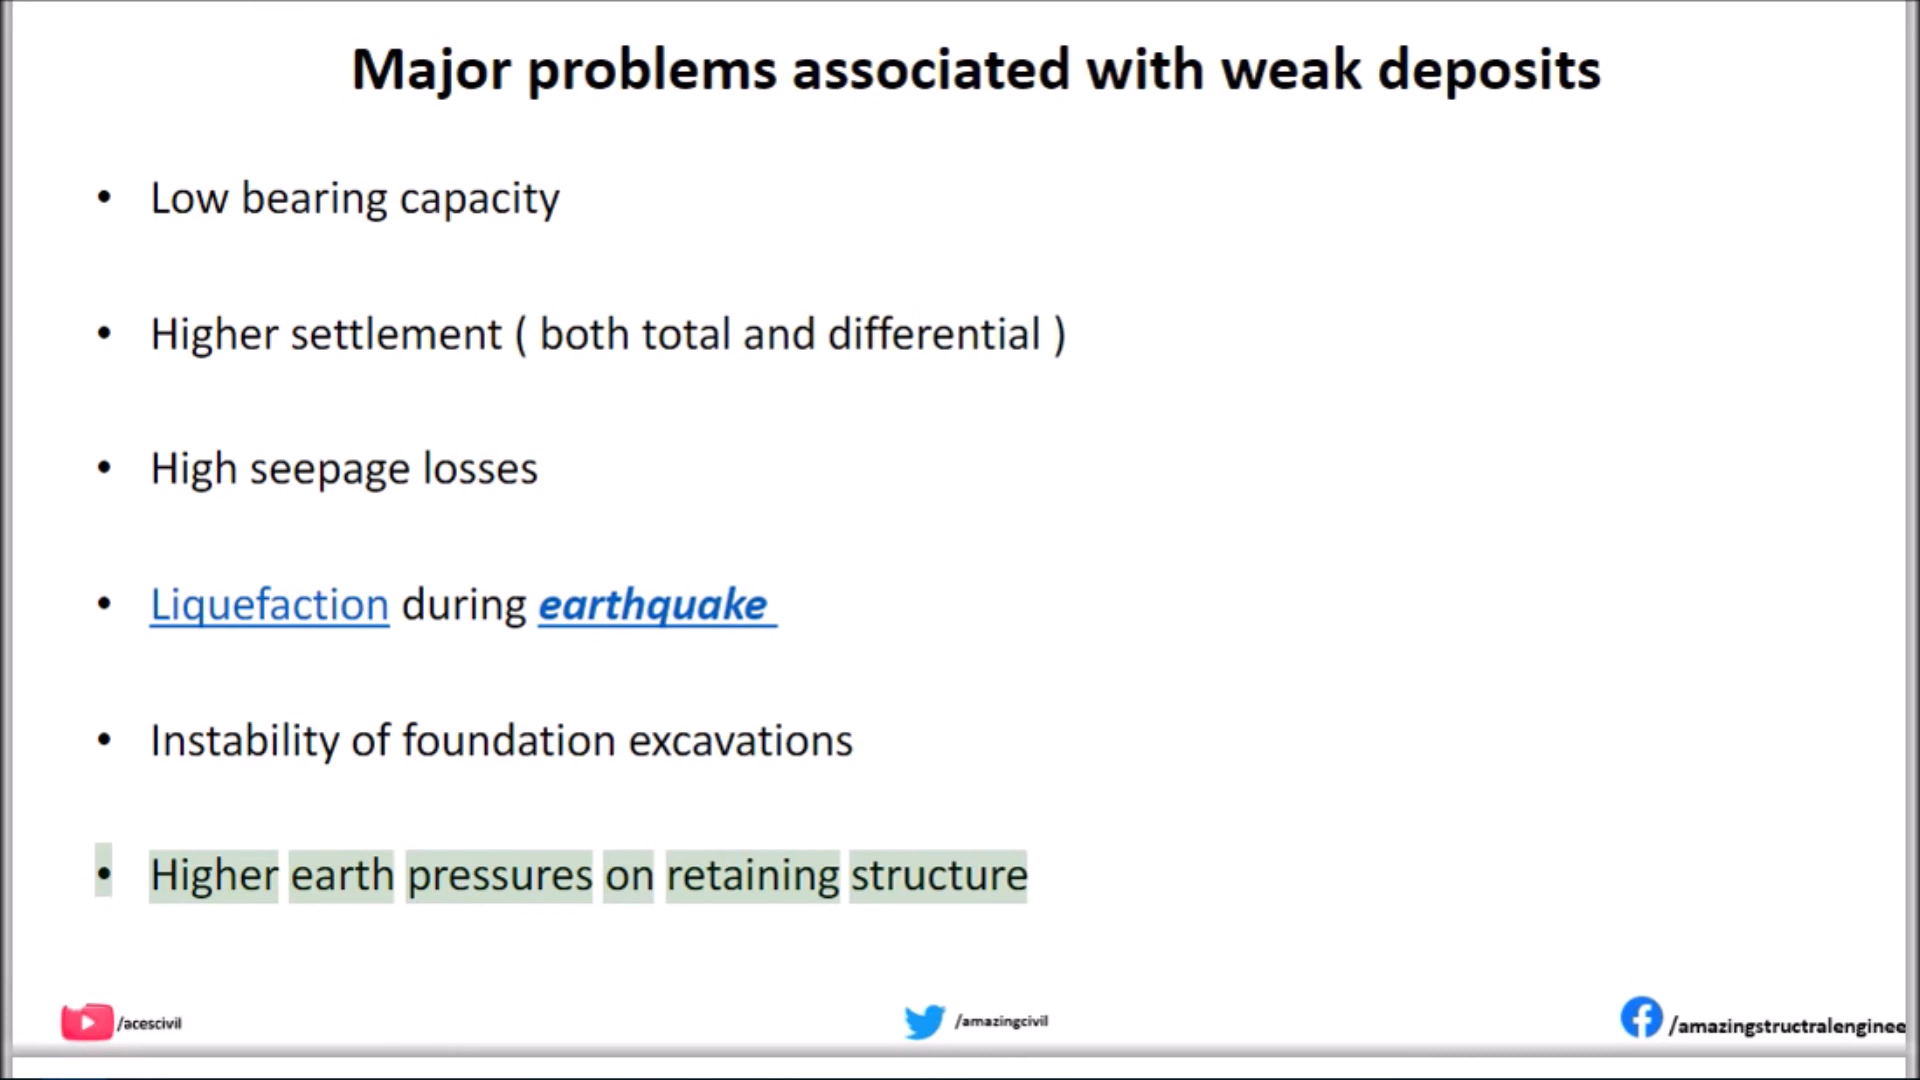 Major problems associated with weak deposits
• Low bearing capacity
• Higher settlement ( both total and differential )
• High seepage losses
• Liquefaction during earthquake
• Instability of foundation excavations
• Higher earth pressures on retaining structure
/acescivil /amazingcivil /amazingstructralenginee